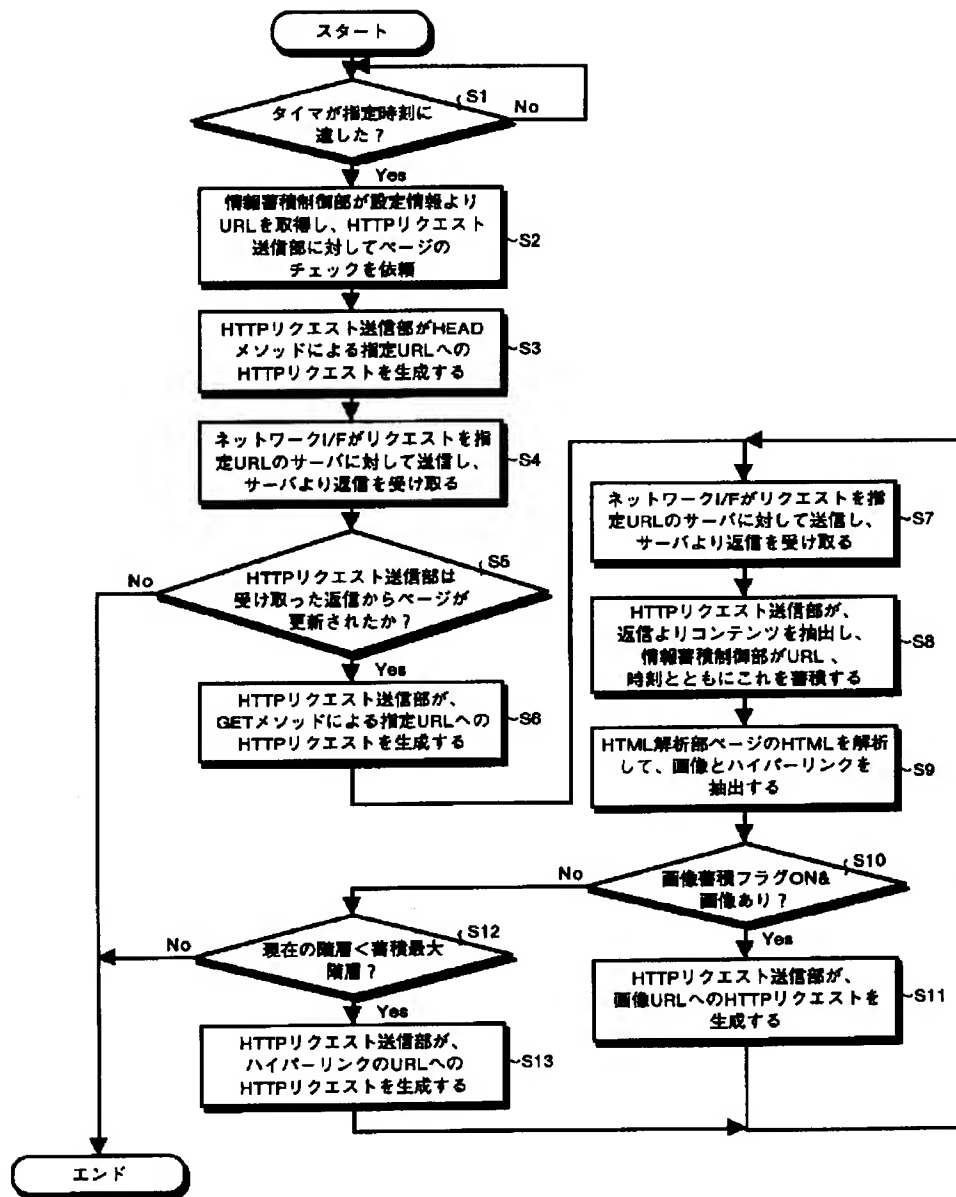 スタート
S1
タイマが指定時刻に
達した?
No
Yes
情報蓄積制御部が設定情報より
URLを取得し、HTTPリクエスト
送信部に対してページの
チェックを依頼
S2
HTTPリクエスト送信部がHEAD
メソッドによる指定URLへの
HTTPリクエストを生成する
S3
ネットワークI/Fがリクエストを指
定URLのサーバに対して送信し、
サーバより返信を受け取る
S4
No
S5
HTTPリクエスト送信部は
受け取った返信からページが
更新されたか?
Yes
HTTPリクエスト送信部が、
GETメソッドによる指定URLへの
HTTPリクエストを生成する
S6
ネットワークI/Fがリクエストを指
定URLのサーバに対して送信し、
サーバより返信を受け取る
S7
HTTPリクエスト送信部が、
返信よりコンテンツを抽出し、
情報蓄積制御部がURL、
時刻とともにこれを蓄積する
S8
HTML解析部ページのHTMLを解析
して、画像とハイパーリンクを
抽出する
S9
S10
No
画像蓄積フラグON&
画像あり?
Yes
HTTPリクエスト送信部が、
画像URLへのHTTPリクエストを
生成する
S11
No
S12
現在の階層<蓄積最大
階層?
Yes
HTTPリクエスト送信部が、
ハイパーリンクのURLへの
HTTPリクエストを生成する
S13
エンド